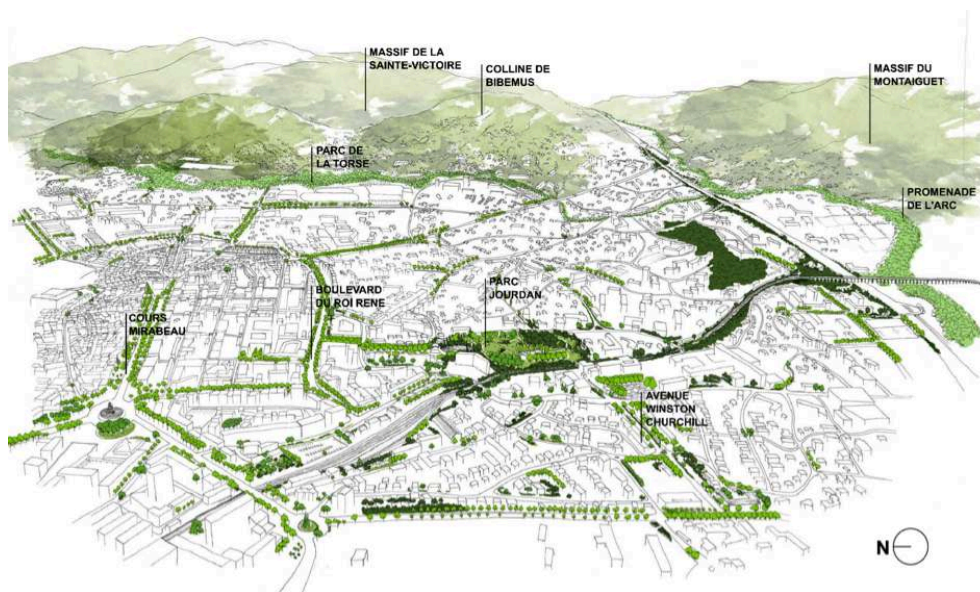 MASSIF DE LA
SAINTE-VICTOIRE
COLLINE DE
BIBEMUS
MASSIF DU
MONTAIGUET
PARC DE
LA TORSE
PROMENADE
DE L'ARC
BOULEVARD
DU ROI RENE
PARC
JOURDAN
COURS
MIRABEAU
AVENUE
WINSTON
CHURCHILL
N